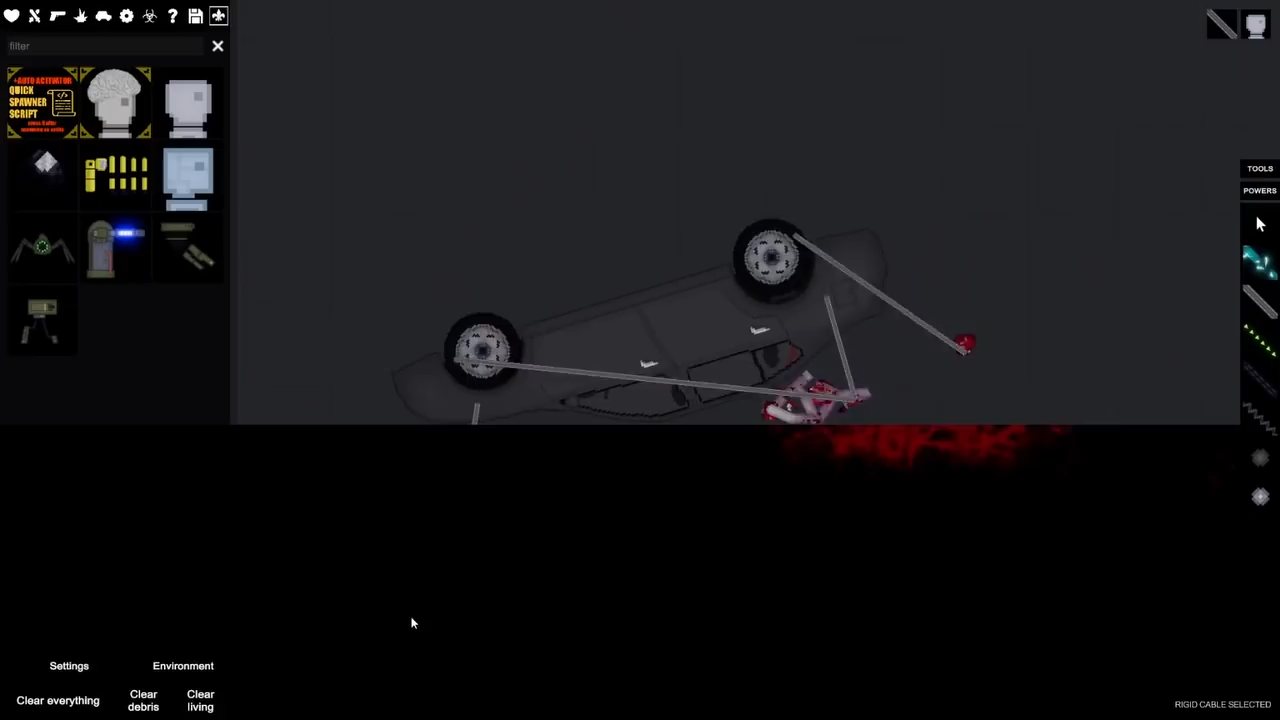 filter
+AUTO ACTIVATOR
QUICK
SPAWNER
SCRIPT
TOOLS
POWERS
Settings
Environment
Clear everything
Clear
debris
Clear
living
RIGID CABLE SELECTED